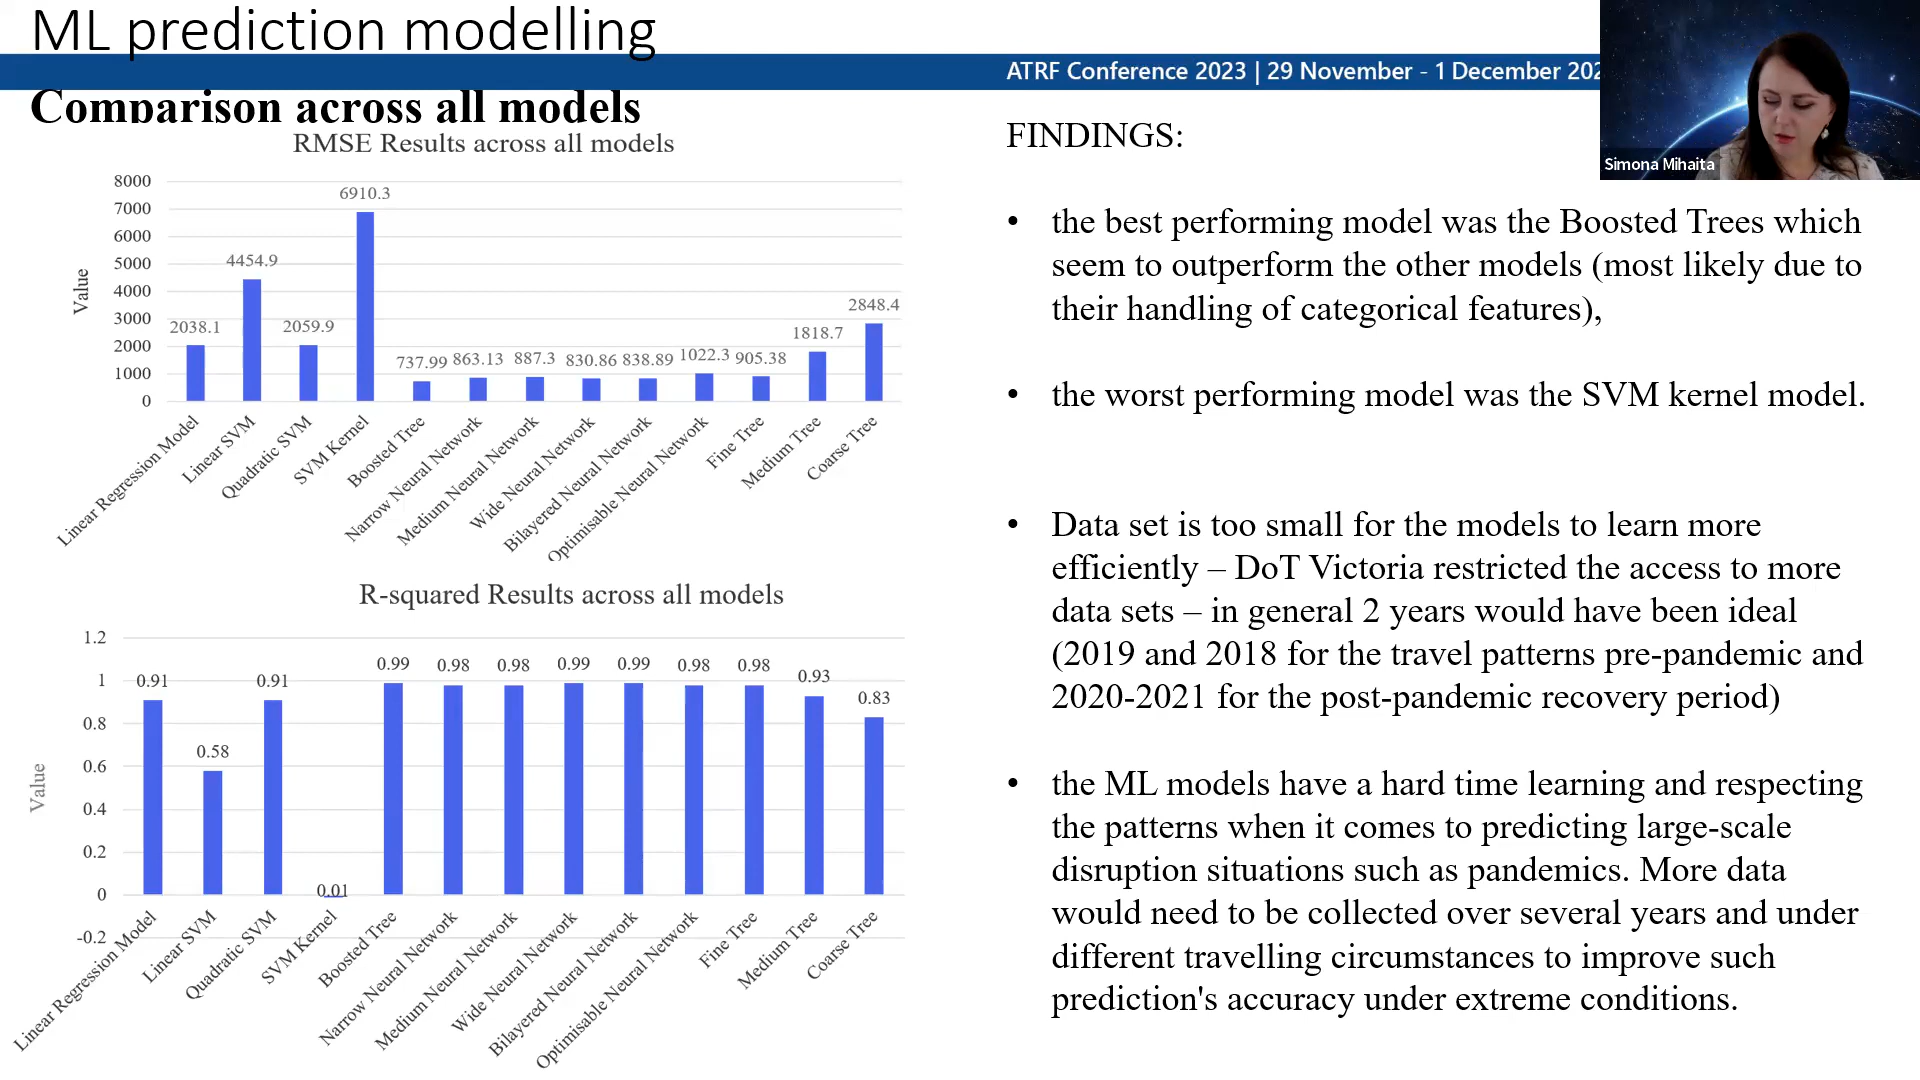 ML prediction modelling
ATRF Conference 2023 | 29 November - 1 December 202
Simona Mihaita
Comparison across all models
RMSE Results across all models
Value
8000
7000
6000
5000
4000
3000
2000
1000
0
2038.1
4454.9
2059.9
6910.3
737.99
863.13
887.3
830.86
838.89
1022.3
905.38
1818.7
2848.4
Linear Regression Model
Linear SVM
Quadratic SVM
SVM Kernel
Boosted Tree
Narrow Neural Network
Medium Neural Network
Wide Neural Network
Bilayered Neural Network
Optimisable Neural Network
Fine Tree
Medium Tree
Coarse Tree
R-squared Results across all models
Value
1.2
1
0.8
0.6
0.4
0.2
0
-0.2
0.91
0.58
0.91
0.01
0.99
0.98
0.98
0.99
0.99
0.98
0.98
0.93
0.83
Linear Regression Model
Linear SVM
Quadratic SVM
SVM Kernel
Boosted Tree
Narrow Neural Network
Medium Neural Network
Wide Neural Network
Bilayered Neural Network
Optimisable Neural Network
Fine Tree
Medium Tree
Coarse Tree
FINDINGS:
• the best performing model was the Boosted Trees which
seem to outperform the other models (most likely due to
their handling of categorical features),
• the worst performing model was the SVM kernel model.
• Data set is too small for the models to learn more
efficiently – DoT Victoria restricted the access to more
data sets – in general 2 years would have been ideal
(2019 and 2018 for the travel patterns pre-pandemic and
2020-2021 for the post-pandemic recovery period)
• the ML models have a hard time learning and respecting
the patterns when it comes to predicting large-scale
disruption situations such as pandemics. More data
would need to be collected over several years and under
different travelling circumstances to improve such
prediction's accuracy under extreme conditions.